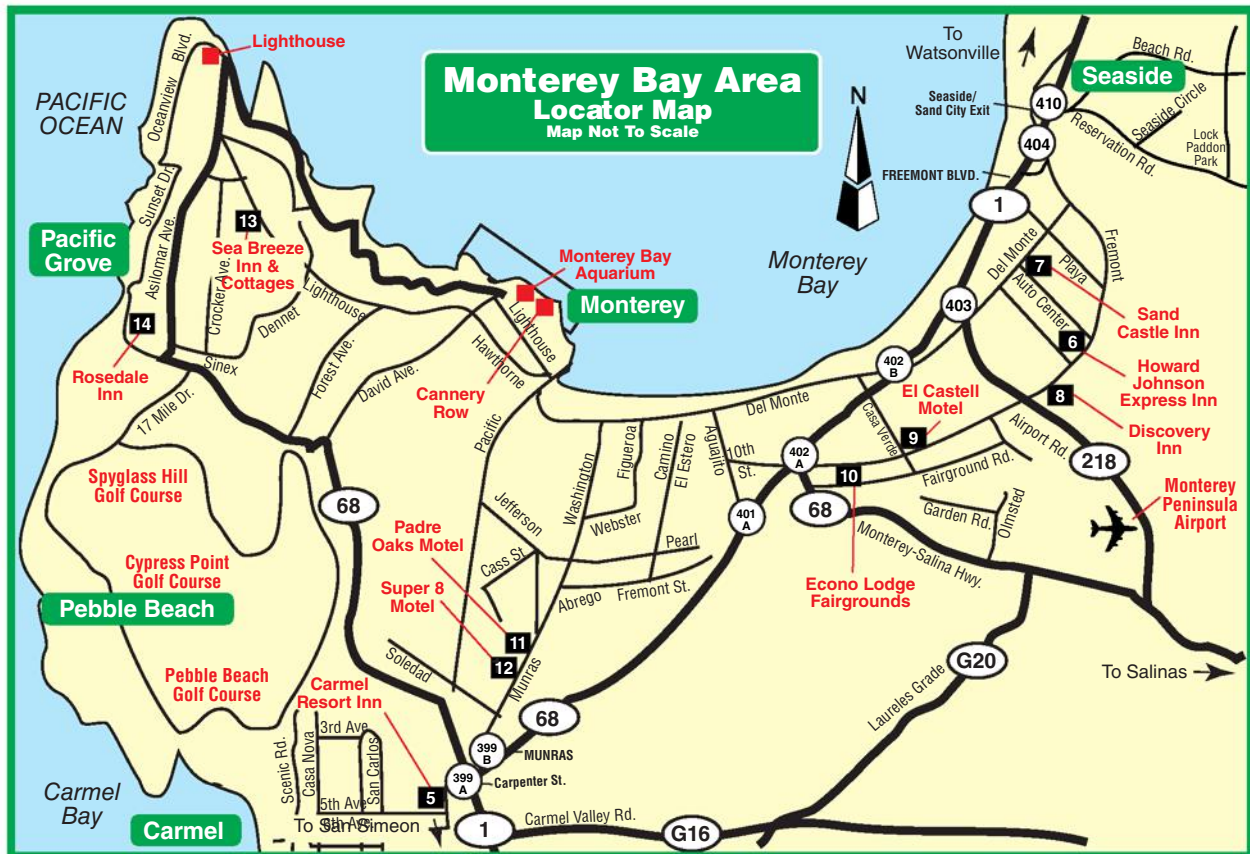 Monterey Bay Area
Locator Map
Map Not To Scale
Lighthouse
Oceanview Blvd.
PACIFIC
OCEAN
Sunset Dr.
Asilomar Ave.
Pacific
Grove
13
Sea Breeze
Inn &
Cottages
Crocker Ave.
Dennet
Lighthouse
14
Rosedale
Inn
Sinex
17 Mile Dr.
Forest Ave.
David Ave.
Monterey Bay
Aquarium
Monterey
Lighthouse
Hawthorne
Cannery
Row
Pacific
N
Monterey
Bay
To
Watsonville
Beach Rd.
Seaside
Seaside/
Sand City Exit
410
Seaside Circle
Reservation Rd.
Lock
Paddon
Park
404
FREEMONT BLVD.
1
Fremont
Del Monte
7
Playa
Auto Center
Sand
Castle Inn
403
6
Howard
Johnson
Express Inn
402
B
El Castell
Motel
8
Discovery
Inn
Del Monte
Casa Verde
9
Airport Rd.
218
Aguajito
10th
St.
402
A
10
Fairground Rd.
68
Garden Rd.
Olmsted
Monterey
Peninsula
Airport
Monterey-Salina Hwy.
Econo Lodge
Fairgrounds
401
A
Washington
Figueroa
Camino
El Estero
Webster
Jefferson
Pearl
Cass St.
Abrego
Fremont St.
Padre
Oaks Motel
Super 8
Motel
11
12
Munras
Soledad
68
Spyglass Hill
Golf Course
Cypress Point
Golf Course
Pebble Beach
Pebble Beach
Golf Course
Carmel
Resort Inn
68
G20
To Salinas
Laureles Grade
399
B
MUNRAS
399
A
Carpenter St.
5
Scenic Rd.
Casa Nova
3rd Ave
San Carlos
5th Ave
6th Ave.
To San Simeon
Carmel
Bay
Carmel
1
Carmel Valley Rd.
G16